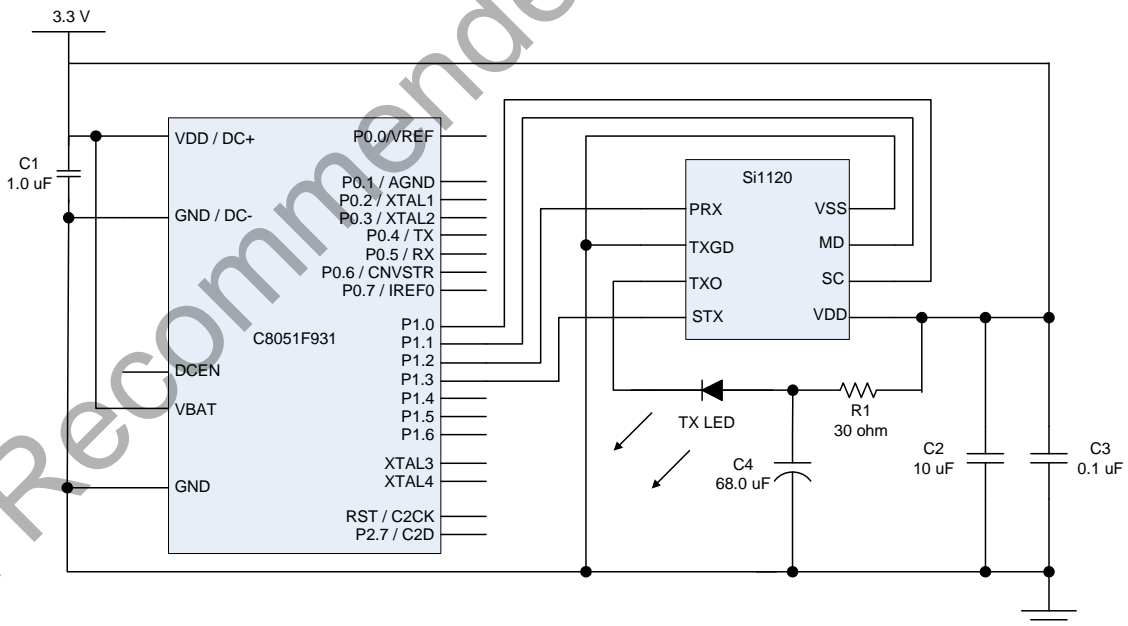 3.3 V
C1
1.0 uF
VDD / DC+
GND / DC-
DCEN
VBAT
GND
C8051F931
P0.0/VREF
P0.1 / AGND
P0.2 / XTAL1
P0.3 / XTAL2
P0.4 / TX
P0.5 / RX
P0.6 / CNVSTR
P0.7 / IREF0
P1.0
P1.1
P1.2
P1.3
P1.4
P1.5
P1.6
XTAL3
XTAL4
RST / C2CK
P2.7 / C2D
Si1120
PRX
TXGD
TXO
STX
VSS
MD
SC
VDD
TX LED
R1
30 ohm
C4
68.0 uF
C2
10 uF
C3
0.1 uF